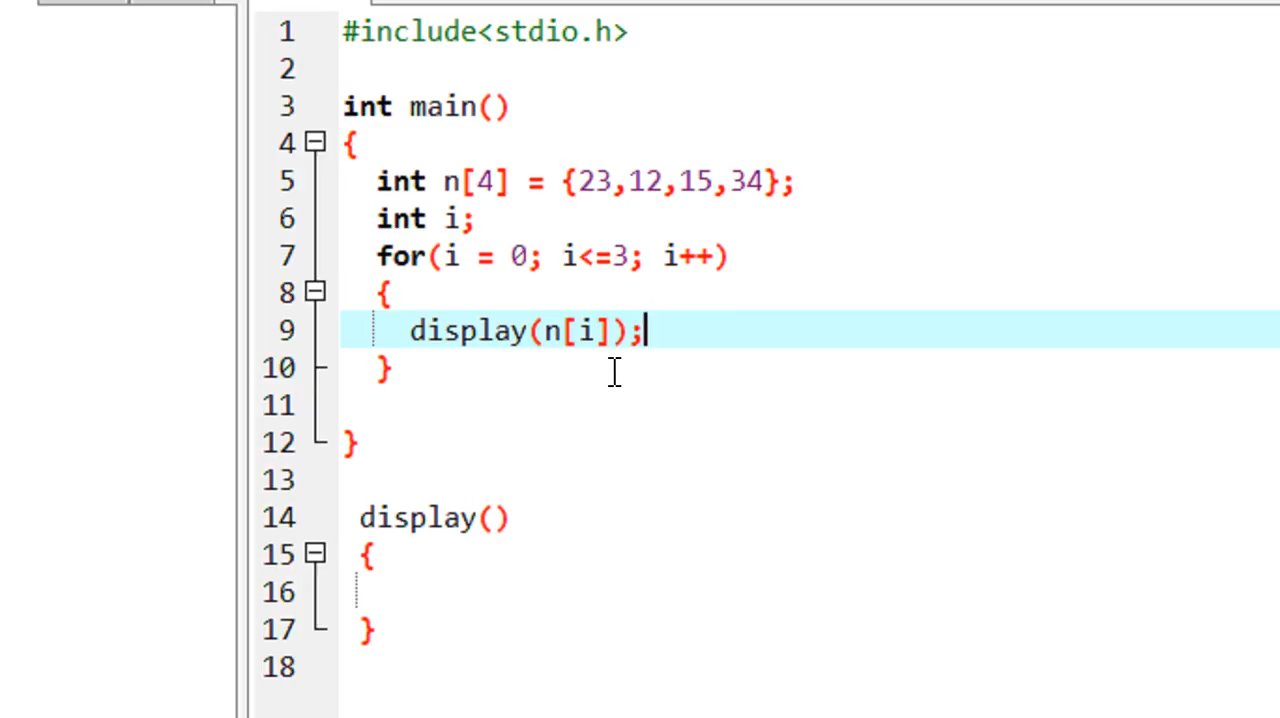 1 #include<stdio.h>
2
3 int main()
4 {
5 int n[4] = {23,12,15,34};
6 int i;
7 for(i = 0; i<=3; i++)
8 {
9 display(n[i]);
10 }
11
12 }
13
14 display()
15 {
16
17 }
18